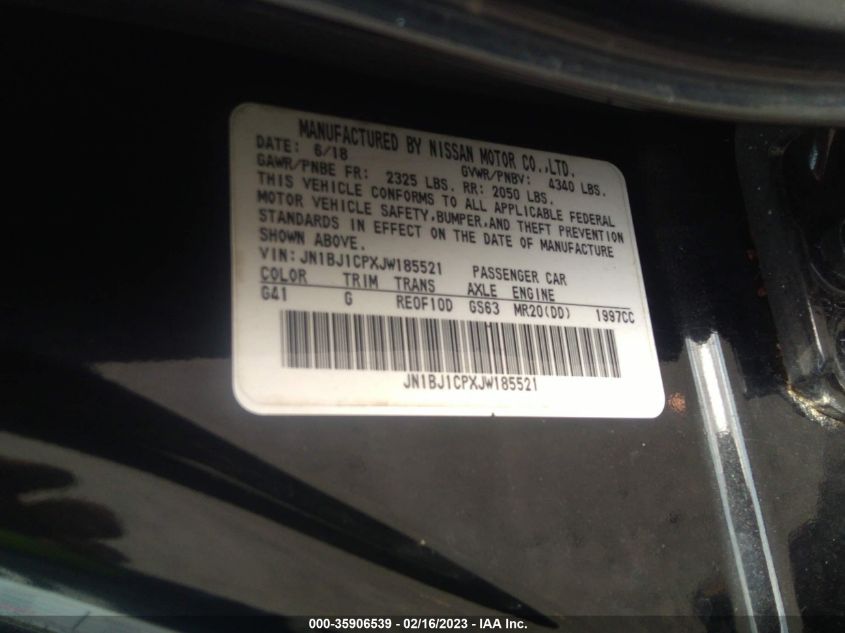 MANUFACTURED BY NISSAN MOTOR CO.,LTD.
DATE: 6/18 GVWR/PNBV: 4340 LBS.
GAWR/PNBE FR: 2325 LBS. RR: 2050 LBS.
THIS VEHICLE CONFORMS TO ALL APPLICABLE FEDERAL
MOTOR VEHICLE SAFETY,BUMPER,AND THEFT PREVENTION
STANDARDS IN EFFECT ON THE DATE OF MANUFACTURE
SHOWN ABOVE.
VIN: JN1BJ1CPXJW185521 PASSENGER CAR
COLOR TRIM TRANS AXLE ENGINE
G41 G RE0F10D GS63 MR20(DD) 1997CC
JN1BJ1CPXJW185521
000-35906539 - 02/16/2023 - IAA Inc.